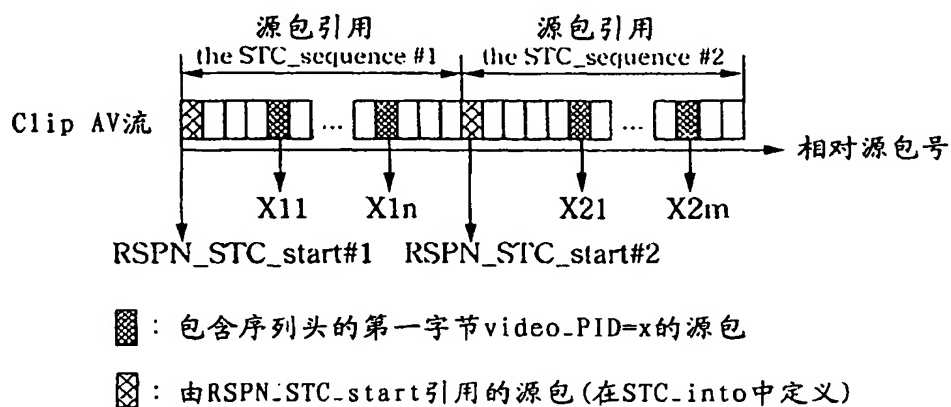 源包引用 源包引用
the STC_sequence #1 the STC_sequence #2
Clip AV流 ... ...
相对源包号
X11 X1n X21 X2m
RSPN_STC_start#1 RSPN_STC_start#2
: 包含序列头的第一字节video_PID=x的源包
: 由RSPN_STC_start引用的源包(在STC_into中定义)